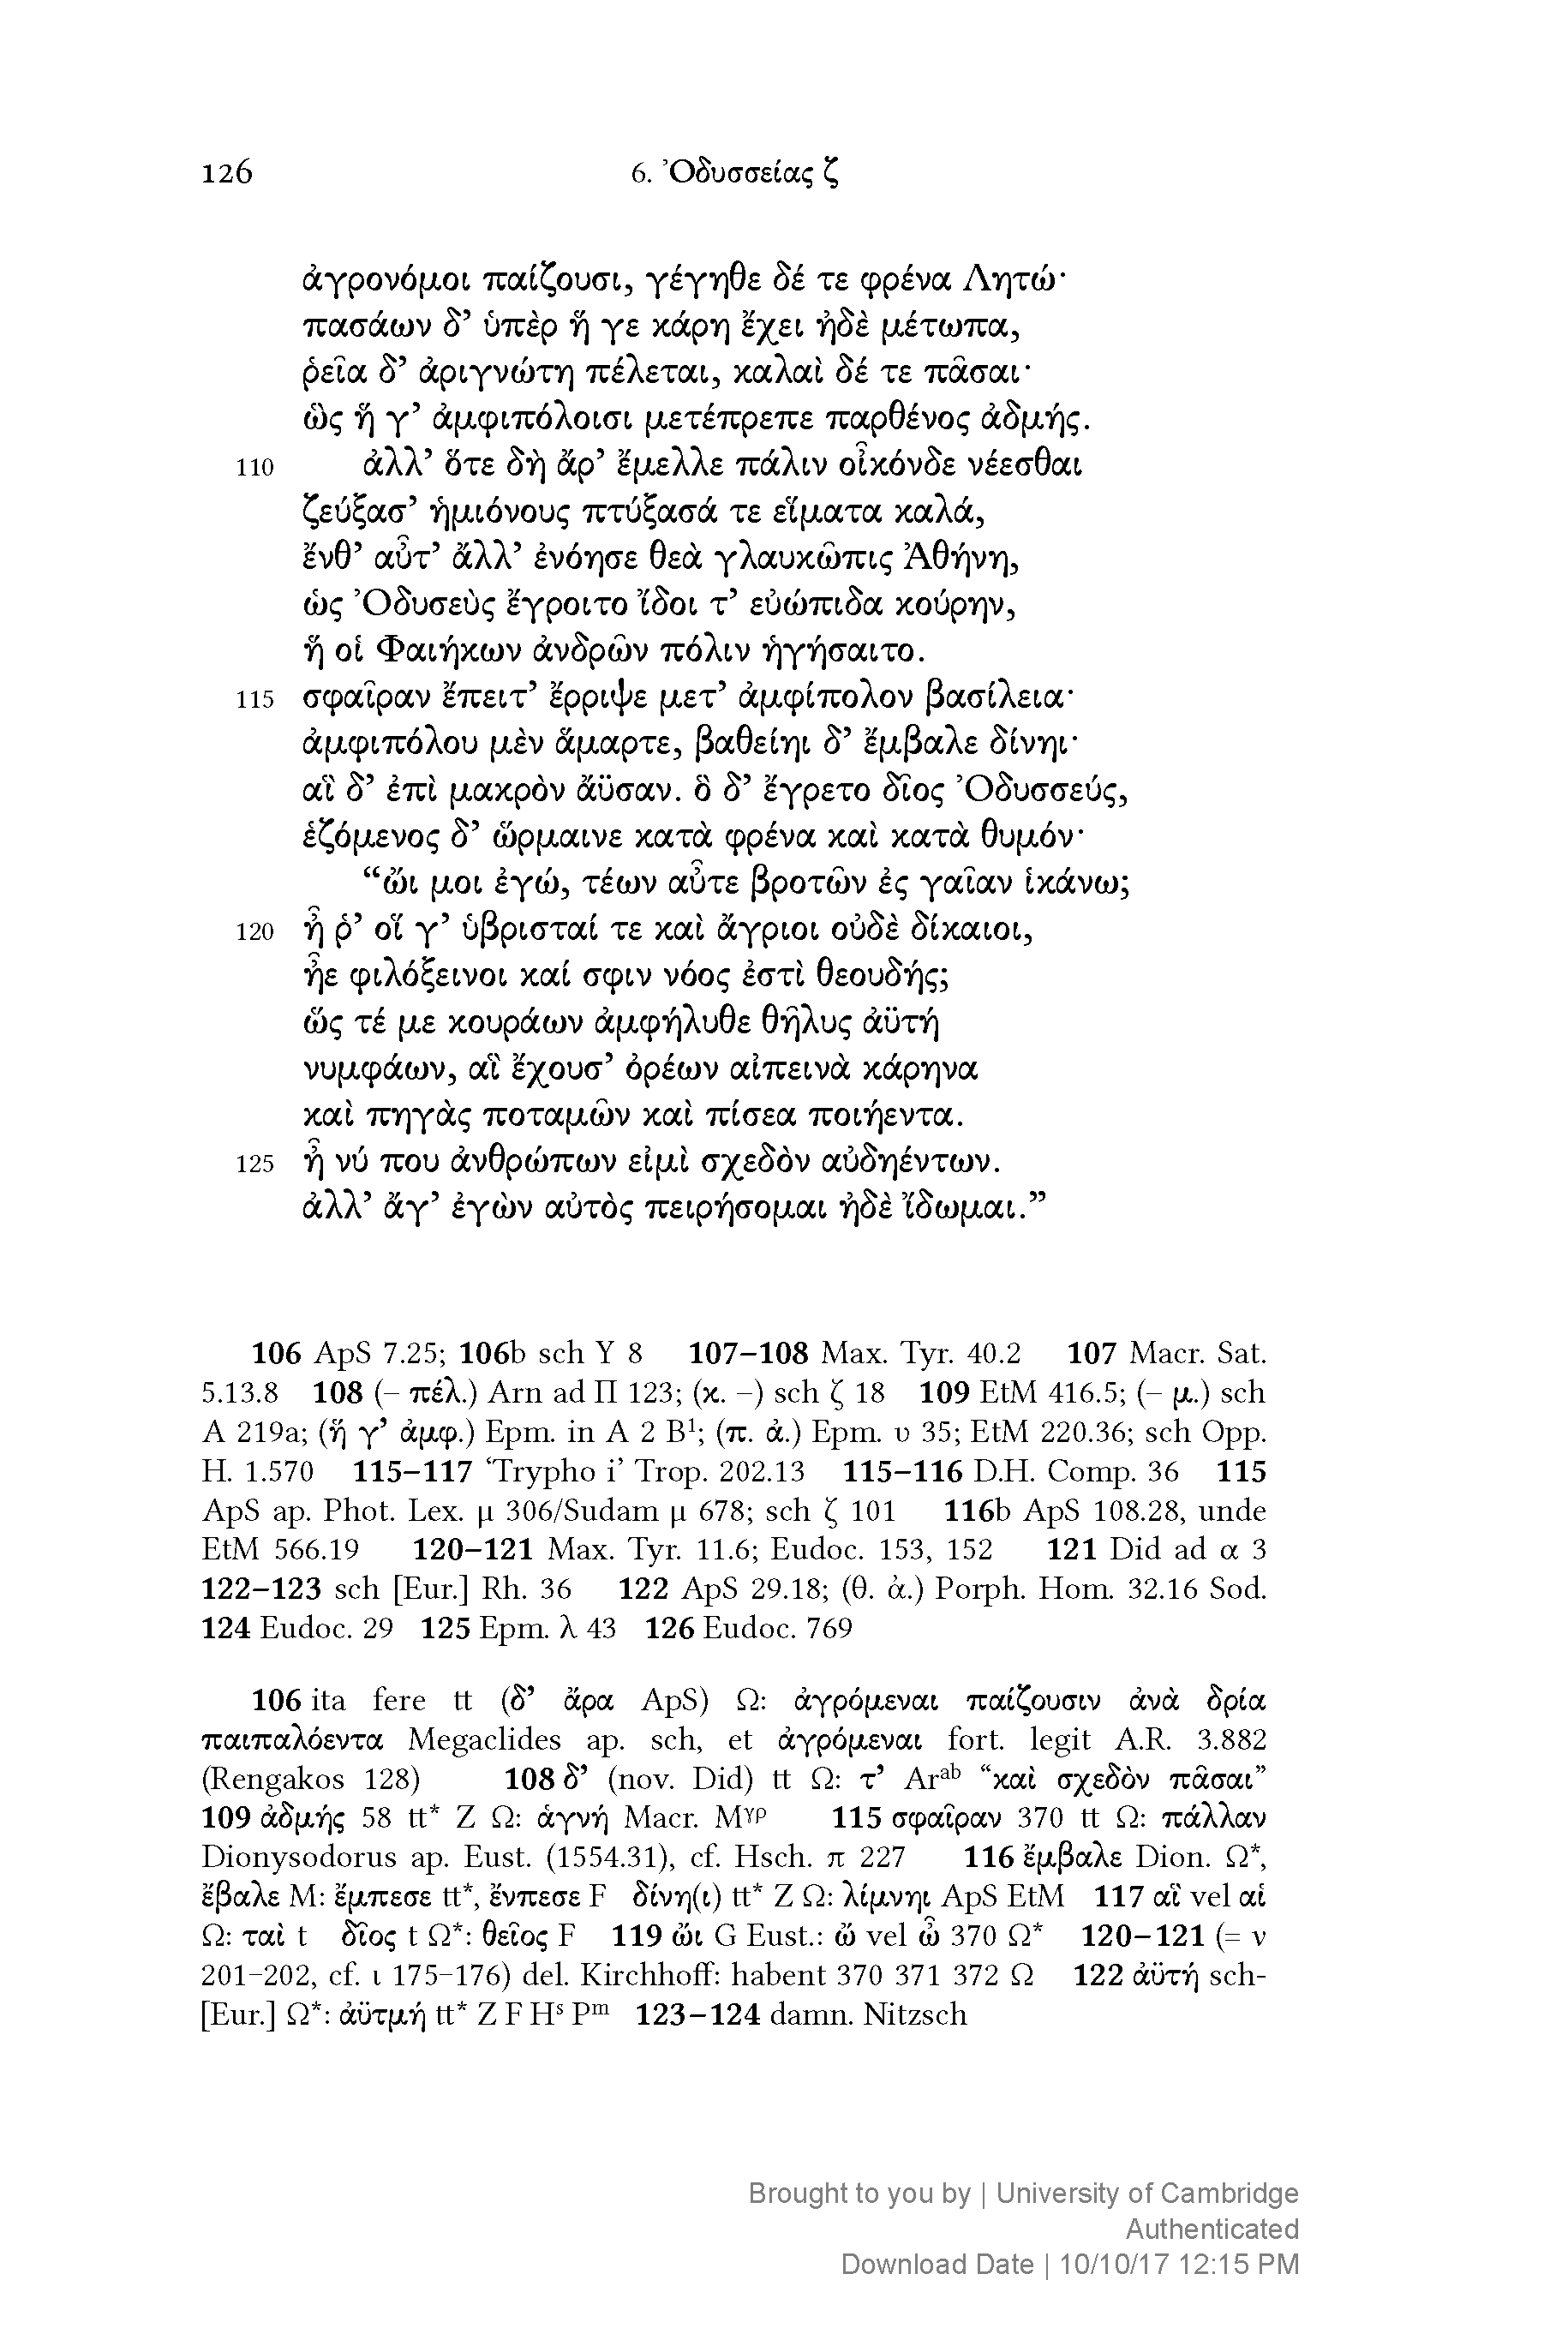 126
6. Ὀδυσσείας ζ
ἀγρονόμοι παίζουσι, γέγηθε δέ τε φρένα Λητώ·
πασάων δ’ ὑπὲρ ἥ γε κάρη ἔχει ἠδὲ μέτωπα,
ῥεῖα δ’ ἀριγνώτη πέλεται, καλαὶ δέ τε πᾶσαι·
ὣς ἥ γ’ ἀμφιπόλοισι μετέπρεπε παρθένος ἀδμής.
110 ἀλλ’ ὅτε δὴ ἄρ’ ἔμελλε πάλιν οἶκόνδε νέεσθαι
ζεύξασ’ ἡμιόνους πτύξασά τε εἵματα καλά,
ἔνθ’ αὖτ’ ἄλλ’ ἐνόησε θεὰ γλαυκῶπις Ἀθήνη,
ὡς Ὀδυσεὺς ἔγροιτο ἴδοι τ’ εὐώπιδα κούρην,
ἥ οἱ Φαιήκων ἀνδρῶν πόλιν ἡγήσαιτο.
115 σφαῖραν ἔπειτ’ ἔρριψε μετ’ ἀμφίπολον βασίλεια·
ἀμφιπόλου μὲν ἅμαρτε, βαθείηι δ’ ἔμβαλε δίνηι·
αἳ δ’ ἐπὶ μακρὸν ἄϋσαν. ὃ δ’ ἔγρετο δῖος Ὀδυσσεύς,
ἑζόμενος δ’ ὥρμαινε κατὰ φρένα καὶ κατὰ θυμόν·
“ὤι μοι ἐγώ, τέων αὖτε βροτῶν ἐς γαῖαν ἱκάνω;
120 ἦ ῥ’ οἵ γ’ ὑβρισταί τε καὶ ἄγριοι οὐδὲ δίκαιοι,
ἦε φιλόξεινοι καί σφιν νόος ἐστὶ θεουδής;
ὥς τέ με κουράων ἀμφήλυθε θῆλυς ἀϋτή
νυμφάων, αἳ ἔχουσ’ ὀρέων αἰπεινὰ κάρηνα
καὶ πηγὰς ποταμῶν καὶ πίσεα ποιήεντα.
125 ἦ νύ που ἀνθρώπων εἰμὶ σχεδὸν αὐδηέντων.
ἀλλ’ ἄγ’ ἐγὼν αὐτὸς πειρήσομαι ἠδὲ ἴδωμαι.”
106 ApS 7.25; 106b sch Υ 8 107–108 Max. Tyr. 40.2 107 Macr. Sat.
5.13.8 108 (– πέλ.) Arn ad Π 123; (κ. –) sch ζ 18 109 EtM 416.5; (– μ.) sch
Α 219a; (ἥ γ’ ἀμφ.) Epm. in Α 2 B¹; (π. ἀ.) Epm. υ 35; EtM 220.36; sch Opp.
H. 1.570 115–117 ‘Trypho i’ Trop. 202.13 115–116 D.H. Comp. 36 115
ApS ap. Phot. Lex. μ 306/Sudam μ 678; sch ζ 101 116b ApS 108.28, unde
EtM 566.19 120–121 Max. Tyr. 11.6; Eudoc. 153, 152 121 Did ad α 3
122–123 sch [Eur.] Rh. 36 122 ApS 29.18; (θ. ἀ.) Porph. Hom. 32.16 Sod.
124 Eudoc. 29 125 Epm. λ 43 126 Eudoc. 769
106 ita fere tt (δ’ ἄρα ApS) Ω: ἀγρόμεναι παίζουσιν ἀνὰ δρία
παιπαλόεντα Megaclides ap. sch, et ἀγρόμεναι fort. legit A.R. 3.882
(Rengakos 128) 108 δ’ (nov. Did) tt Ω: τ’ Arᵃᵇ “καὶ σχεδὸν πᾶσαι”
109 ἀδμής 58 tt* Z Ω: ἁγνή Macr. Mᵞᵖ 115 σφαῖραν 370 tt Ω: πάλλαν
Dionysodorus ap. Eust. (1554.31), cf. Hsch. π 227 116 ἔμβαλε Dion. Ω*,
ἔβαλε M: ἔμπεσε tt*, ἔνπεσε F δίνη(ι) tt* Z Ω: λίμνηι ApS EtM 117 αἳ vel αἱ
Ω: ταὶ t δῖος t Ω*: θεῖος F 119 ὤι G Eust.: ὤ vel ὦ 370 Ω* 120–121 (= ν
201–202, cf. ι 175–176) del. Kirchhoff: habent 370 371 372 Ω 122 ἀϋτή sch-
[Eur.] Ω*: ἀϋτμή tt* Z F Hˢ Pᵐ 123–124 damn. Nitzsch
Brought to you by | University of Cambridge
Authenticated
Download Date | 10/10/17 12:15 PM